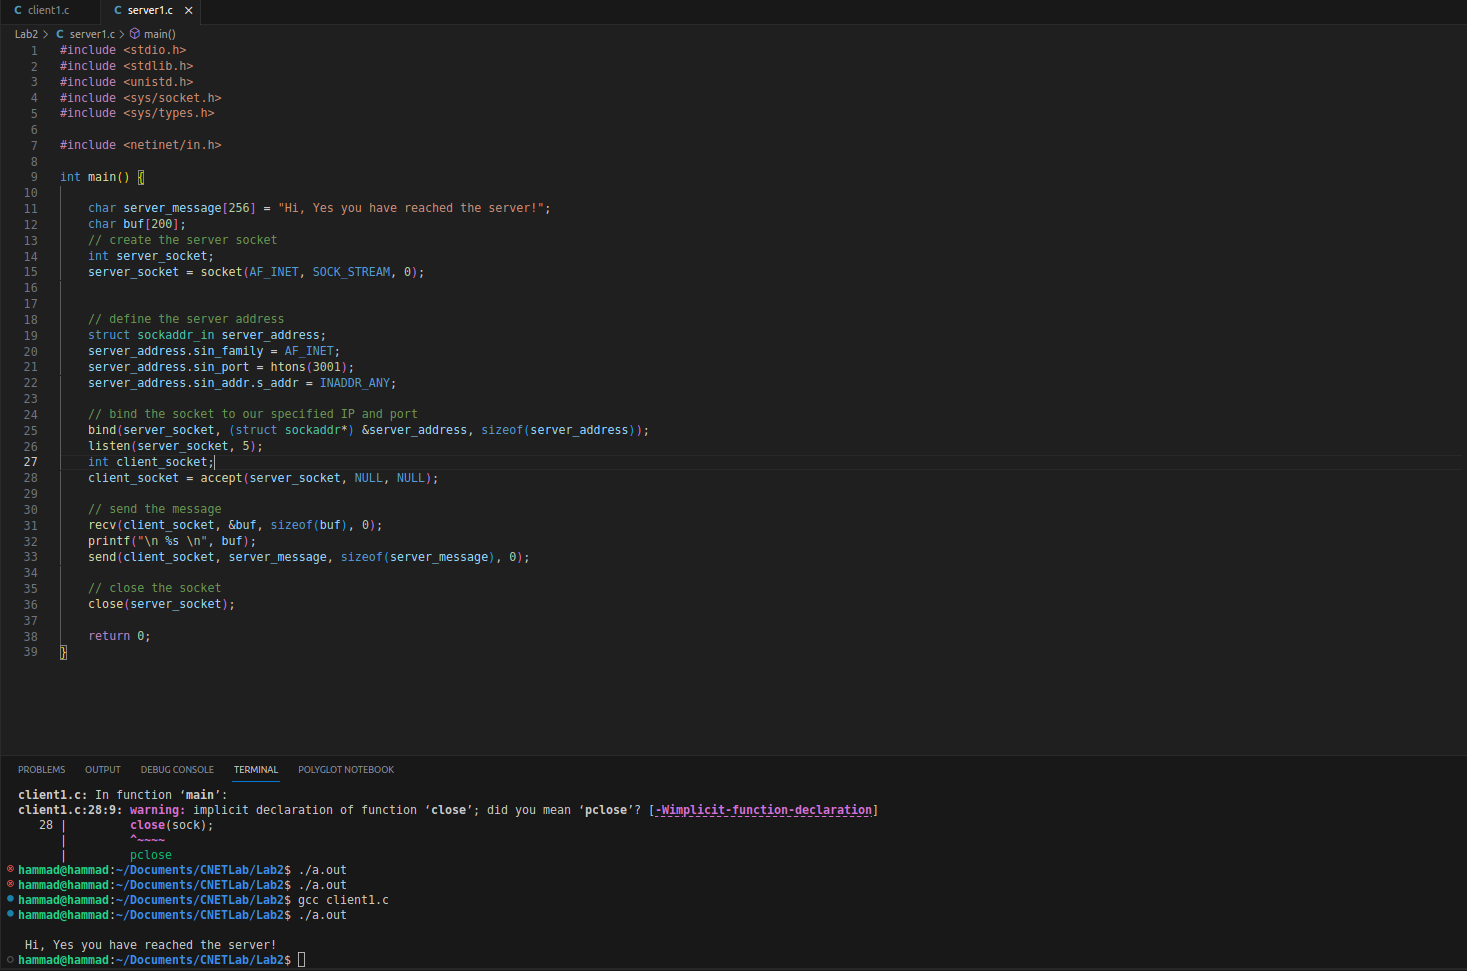 client1.c server1.c ×
Lab2 > C server1.c > main()
1 #include <stdio.h>
2 #include <stdlib.h>
3 #include <unistd.h>
4 #include <sys/socket.h>
5 #include <sys/types.h>
6
7 #include <netinet/in.h>
8
9 int main() {
10
11     char server_message[256] = "Hi, Yes you have reached the server!";
12     char buf[200];
13     // create the server socket
14     int server_socket;
15     server_socket = socket(AF_INET, SOCK_STREAM, 0);
16
17
18     // define the server address
19     struct sockaddr_in server_address;
20     server_address.sin_family = AF_INET;
21     server_address.sin_port = htons(3001);
22     server_address.sin_addr.s_addr = INADDR_ANY;
23
24     // bind the socket to our specified IP and port
25     bind(server_socket, (struct sockaddr*) &server_address, sizeof(server_address));
26     listen(server_socket, 5);
27     int client_socket;
28     client_socket = accept(server_socket, NULL, NULL);
29
30     // send the message
31     recv(client_socket, &buf, sizeof(buf), 0);
32     printf("\n %s \n", buf);
33     send(client_socket, server_message, sizeof(server_message), 0);
34
35     // close the socket
36     close(server_socket);
37
38     return 0;
39 }
PROBLEMS OUTPUT DEBUG CONSOLE TERMINAL POLYGLOT NOTEBOOK
client1.c: In function ‘main’:
client1.c:28:9: warning: implicit declaration of function ‘close’; did you mean ‘pclose’? [-Wimplicit-function-declaration]
   28 |         close(sock);
      |         ^~~~~
      |         pclose
hammad@hammad:~/Documents/CNETLab/Lab2$ ./a.out
hammad@hammad:~/Documents/CNETLab/Lab2$ ./a.out
hammad@hammad:~/Documents/CNETLab/Lab2$ gcc client1.c
hammad@hammad:~/Documents/CNETLab/Lab2$ ./a.out

 Hi, Yes you have reached the server!
hammad@hammad:~/Documents/CNETLab/Lab2$